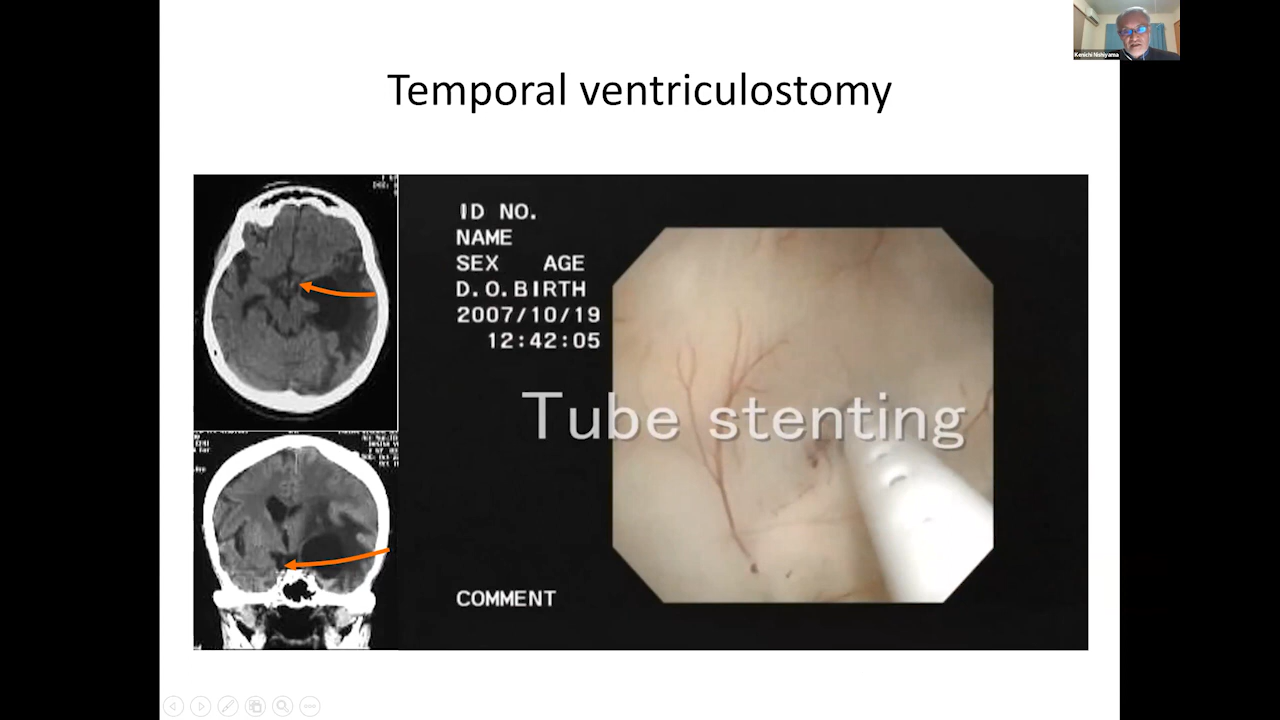 Kenichi Nishiyama
Temporal ventriculostomy
ID NO.
NAME
SEX AGE
D.O.BIRTH
2007/10/19
12:42:05
Tube stenting
COMMENT